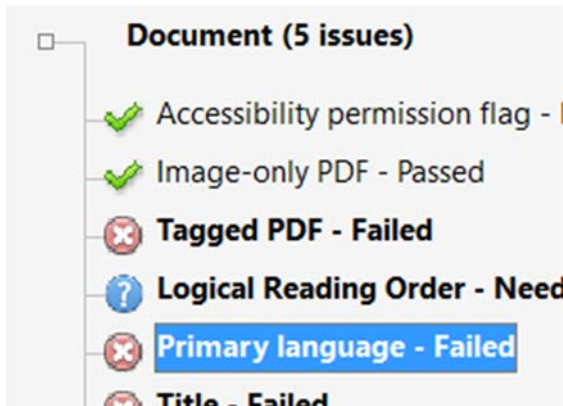 Document (5 issues)
Accessibility permission flag -
Image-only PDF - Passed
Tagged PDF - Failed
Logical Reading Order - Need
Primary language - Failed
Title - Failed